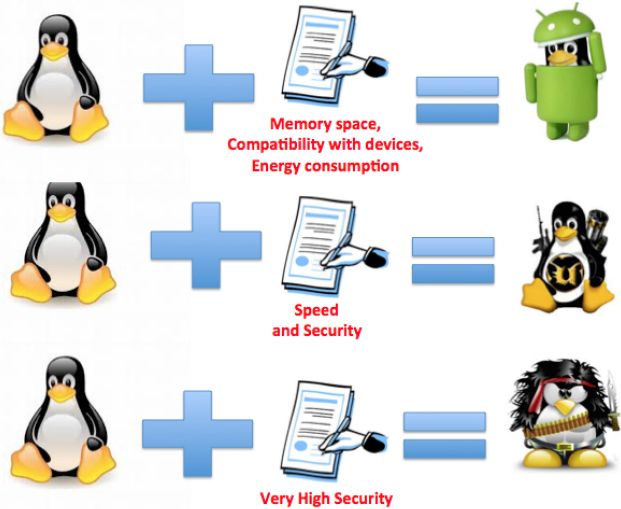 Memory space,
Compatibility with devices,
Energy consumption
Speed
and Security
Very High Security